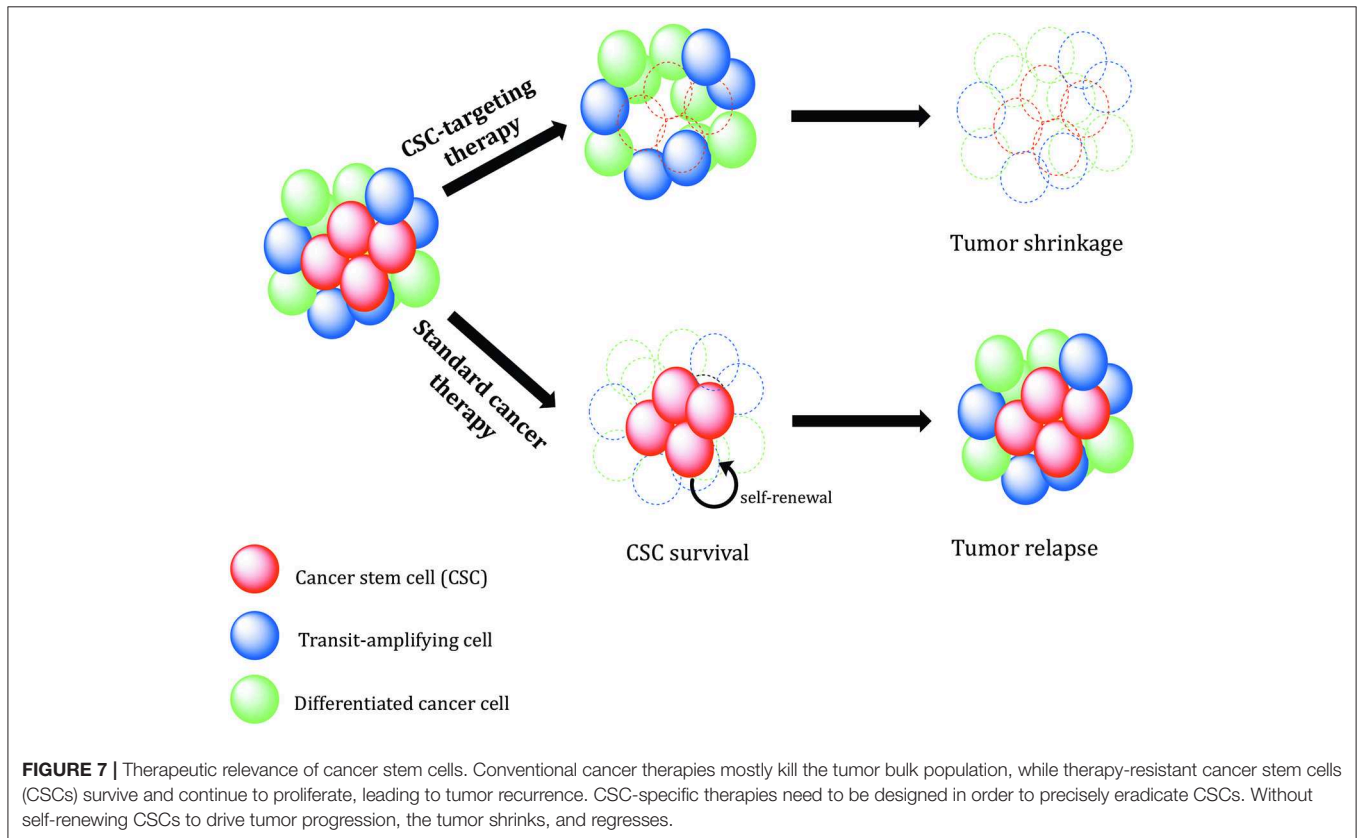 CSC-targeting
therapy
Tumor shrinkage
Standard cancer
therapy
self-renewal
CSC survival
Tumor relapse
Cancer stem cell (CSC)
Transit-amplifying cell
Differentiated cancer cell
FIGURE 7 | Therapeutic relevance of cancer stem cells. Conventional cancer therapies mostly kill the tumor bulk population, while therapy-resistant cancer stem cells
(CSCs) survive and continue to proliferate, leading to tumor recurrence. CSC-specific therapies need to be designed in order to precisely eradicate CSCs. Without
self-renewing CSCs to drive tumor progression, the tumor shrinks, and regresses.